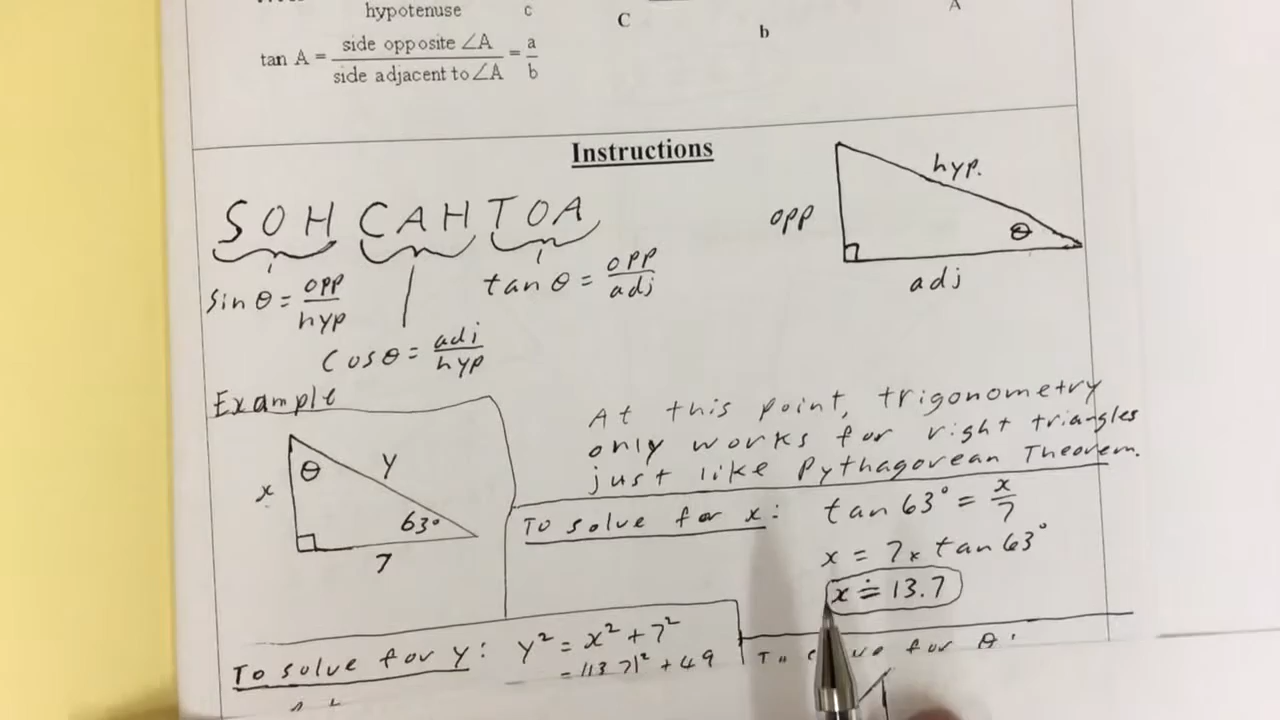 hypotenuse c
C
b
A
tan A = side opposite ∠A / side adjacent to ∠A = a / b
Instructions
SOH CAH TOA
sin θ = opp / hyp
tan θ = opp / adj
cos θ = adj / hyp
hyp.
opp
θ
adj
Example
θ
y
x
63°
7
At this point, trigonometry
only works for right triangles
just like Pythagorean Theorem.
To solve for x:
tan 63° = x / 7
x = 7 × tan 63°
x ≐ 13.7
To solve for y:
y² = x² + 7²
= (13.7)² + 49
for θ: